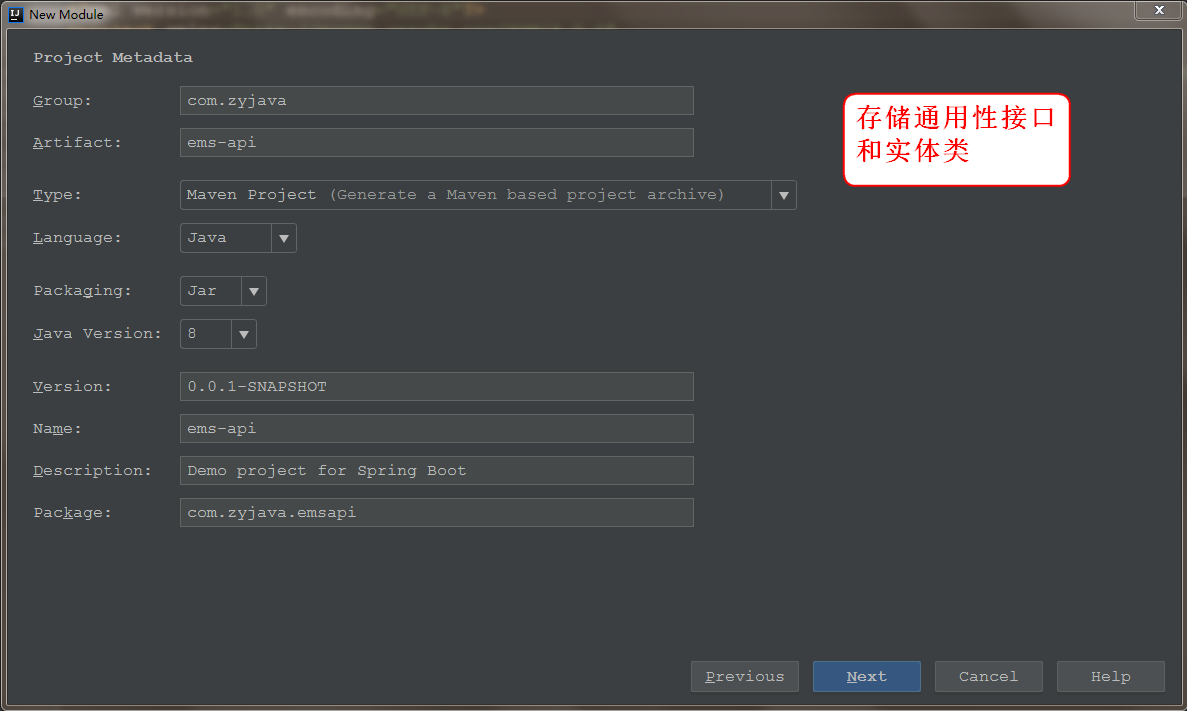 New Module
Project Metadata
Group: com.zyjava
Artifact: ems-api
Type: Maven Project (Generate a Maven based project archive)
Language: Java
Packaging: Jar
Java Version: 8
Version: 0.0.1-SNAPSHOT
Name: ems-api
Description: Demo project for Spring Boot
Package: com.zyjava.emsapi
存储通用性接口
和实体类
Previous Next Cancel Help